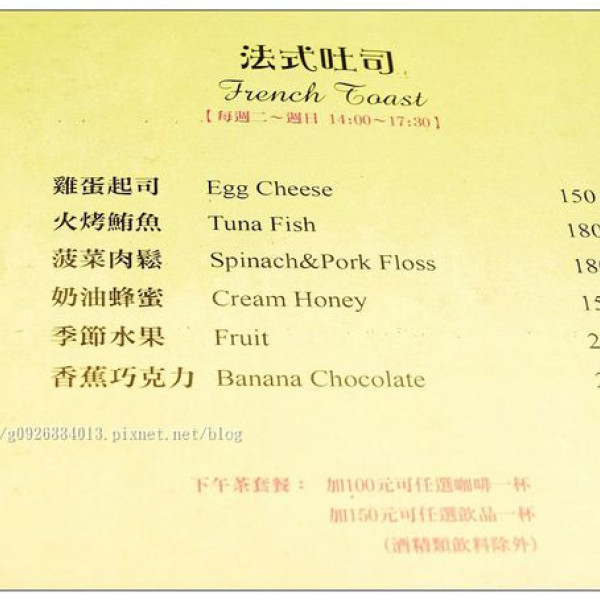 法式吐司
French Toast
【每週二～週日 14:00～17:30】
雞蛋起司 Egg Cheese 150
火烤鮪魚 Tuna Fish 180
菠菜肉鬆 Spinach&Pork Floss 180
奶油蜂蜜 Cream Honey
季節水果 Fruit
香蕉巧克力 Banana Chocolate
/g0926884013.pixnet.net/blog
下午茶套餐： 加100元可任選咖啡一杯
加150元可任選飲品一杯
(酒精類飲料除外)